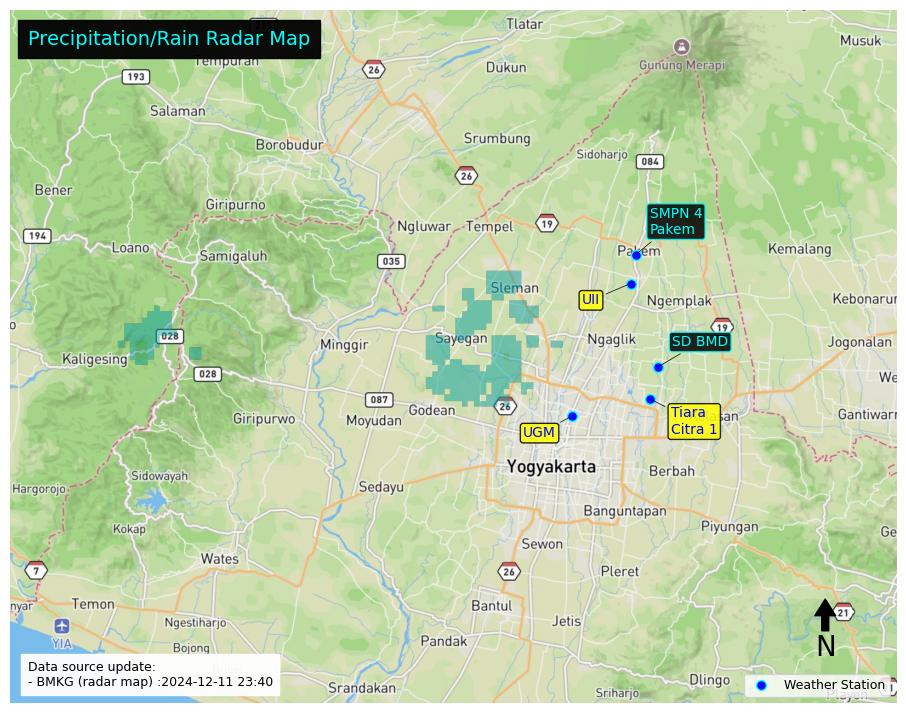 Precipitation/Rain Radar Map
Tlatar
Musuk
Gunung Merapi
Tempuran
26
Dukun
193
Salaman
Srumbung
Borobudur
Sidoharjo
084
26
Bener
Giripurno
SMPN 4
Pakem
194
Loano
Ngluwar
Tempel
19
Samigaluh
035
Pakem
Kemalang
Sleman
UII
Ngemplak
Kebonarur
028
Sayegan
Ngaglik
19
SD BMD
Jogonalan
Kaligesing
Minggir
028
087
Godean
26
Giripurwo
Moyudan
UGM
Tiara
Citra 1
Gantiwarr
Yogyakarta
Berbah
Hargorojo
Sidowayah
Sedayu
Kokap
Banguntapan
Piyungan
Sewon
Wates
7
26
Pleret
Temon
Bantul
21
Ngestiharjo
Jetis
YIA
Bojong
Pandak
N
Data source update:
- BMKG (radar map) :2024-12-11 23:40
Srandakan
Dlingo
Sriharjo
Weather Station